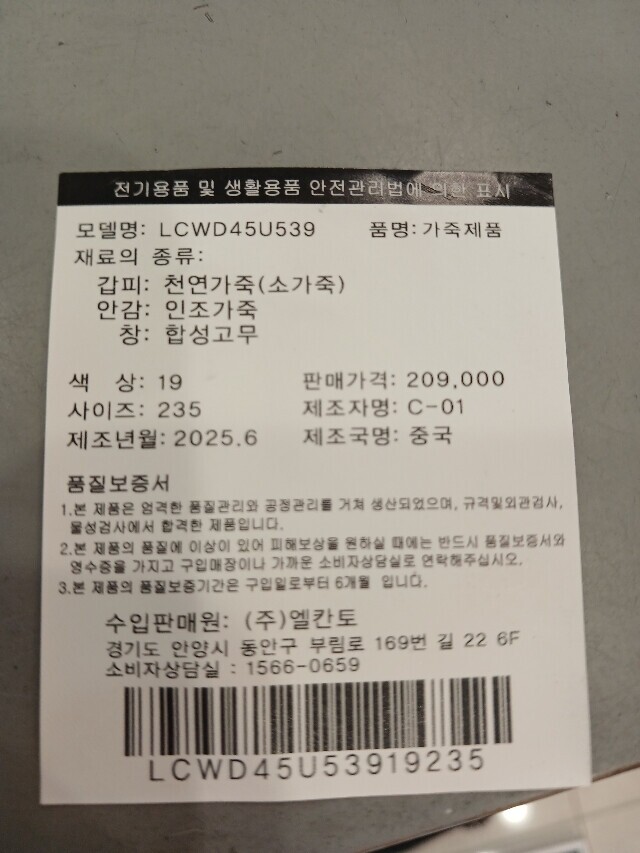 전기용품 및 생활용품 안전관리법에 의한 표시
모델명: LCWD45U539 품명: 가죽제품
재료의 종류:
갑피: 천연가죽(소가죽)
안감: 인조가죽
창: 합성고무
색 상: 19 판매가격: 209,000
사이즈: 235 제조자명: C-01
제조년월: 2025.6 제조국명: 중국
품질보증서
1.본 제품은 엄격한 품질관리와 공정관리를 거쳐 생산되었으며, 규격및외관검사,
물성검사에서 합격한 제품입니다.
2.본 제품의 품질에 이상이 있어 피해보상을 원하실 때에는 반드시 품질보증서와
영수증을 가지고 구입매장이나 가까운 소비자상담실로 연락해주십시오.
3.본 제품의 품질보증기간은 구입일로부터 6개월 입니다.
수입판매원: (주)엘칸토
경기도 안양시 동안구 부림로 169번 길 22 6F
소비자상담실 : 1566-0659
LCWD45U53919235